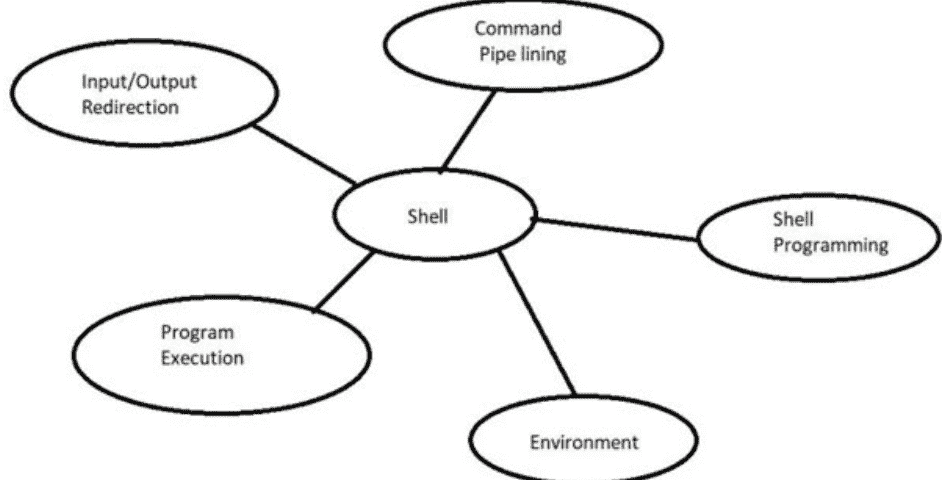 Command
Pipe lining
Input/Output
Redirection
Shell
Shell
Programming
Program
Execution
Environment